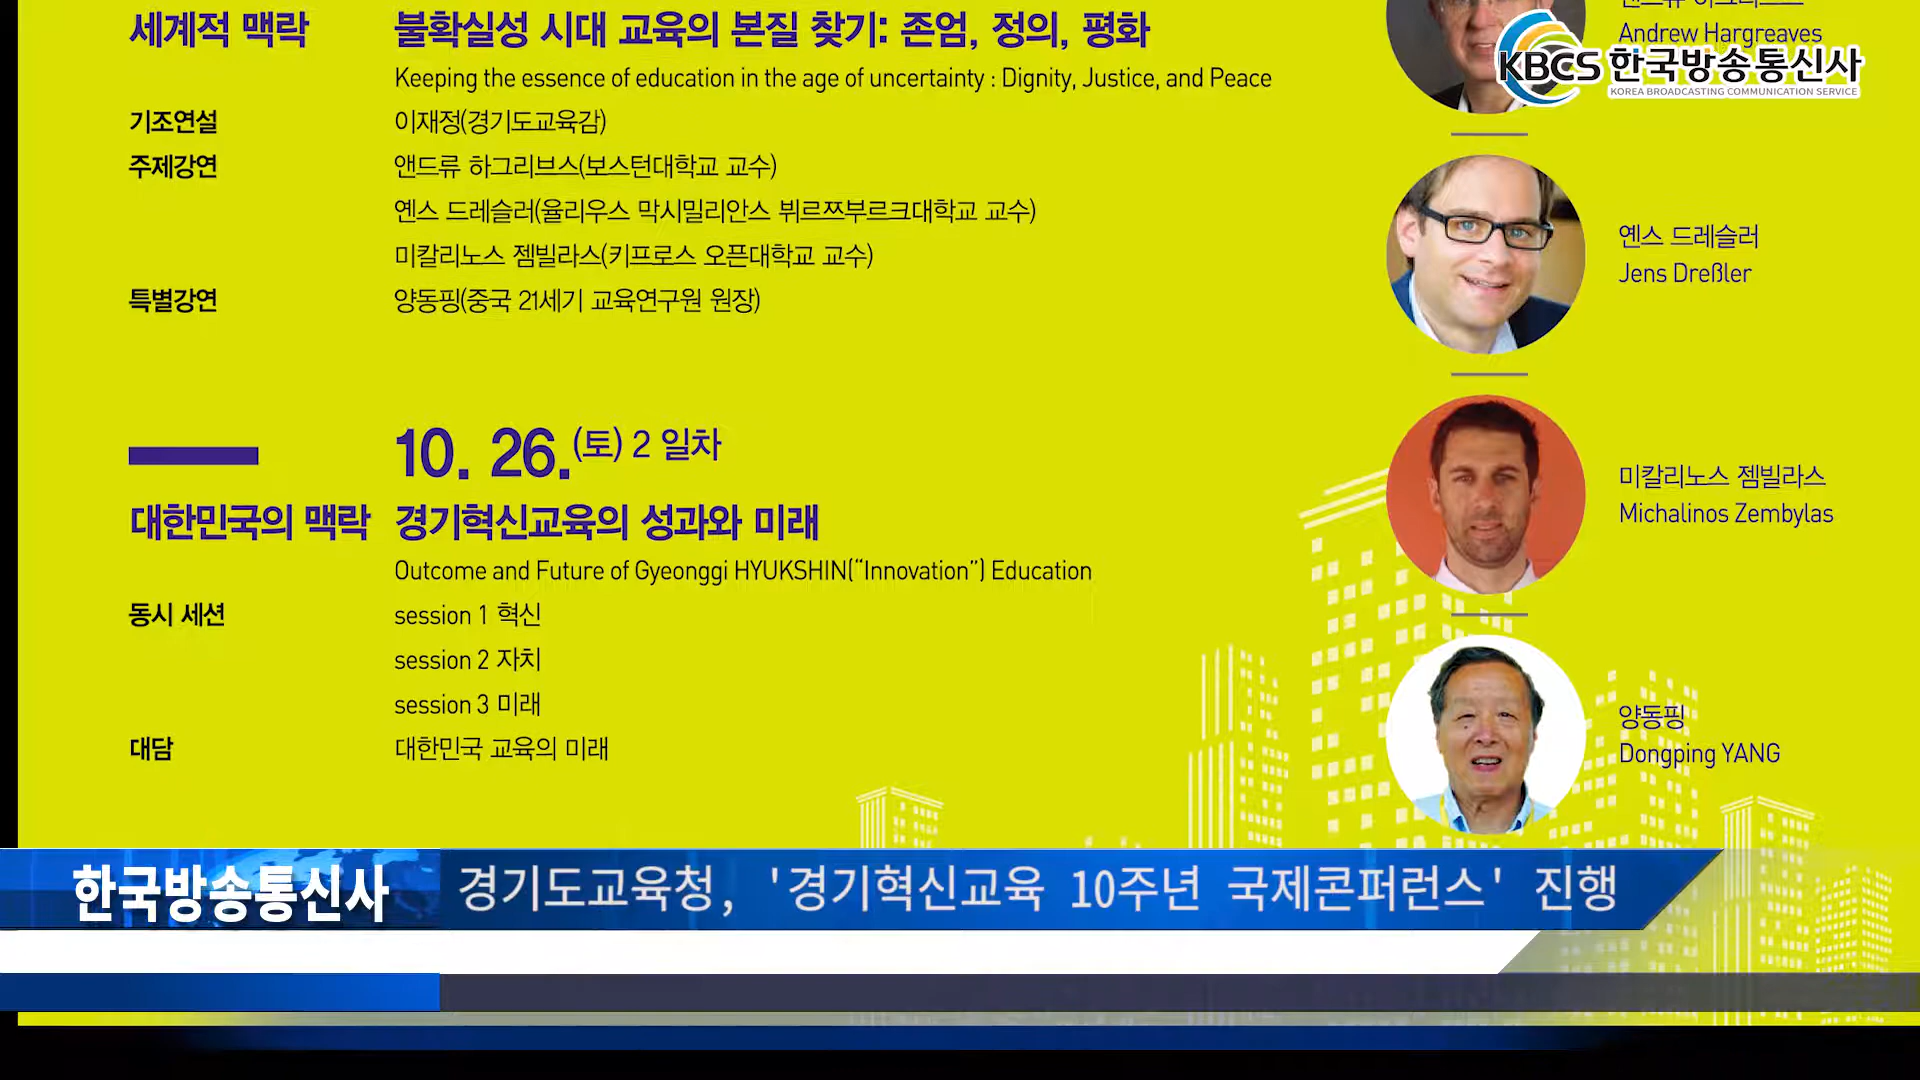 세계적 맥락 불확실성 시대 교육의 본질 찾기: 존엄, 정의, 평화
Keeping the essence of education in the age of uncertainty : Dignity, Justice, and Peace
기조연설 이재정(경기도교육감)
주제강연 앤드류 하그리브스(보스턴대학교 교수)
옌스 드레슬러(율리우스 막시밀리안스 뷔르쯔부르크대학교 교수)
미칼리노스 젬빌라스(키프로스 오픈대학교 교수)
특별강연 양동핑(중국 21세기 교육연구원 원장)
10. 26.(토) 2 일차
대한민국의 맥락 경기혁신교육의 성과와 미래
Outcome and Future of Gyeonggi HYUKSHIN("Innovation") Education
동시 세션 session 1 혁신
session 2 자치
session 3 미래
대담 대한민국 교육의 미래
Andrew Hargreaves
KBCS 한국방송통신사
KOREA BROADCASTING COMMUNICATION SERVICE
옌스 드레슬러
Jens Dreßler
미칼리노스 젬빌라스
Michalinos Zembylas
양동핑
Dongping YANG
한국방송통신사 경기도교육청, '경기혁신교육 10주년 국제콘퍼런스' 진행